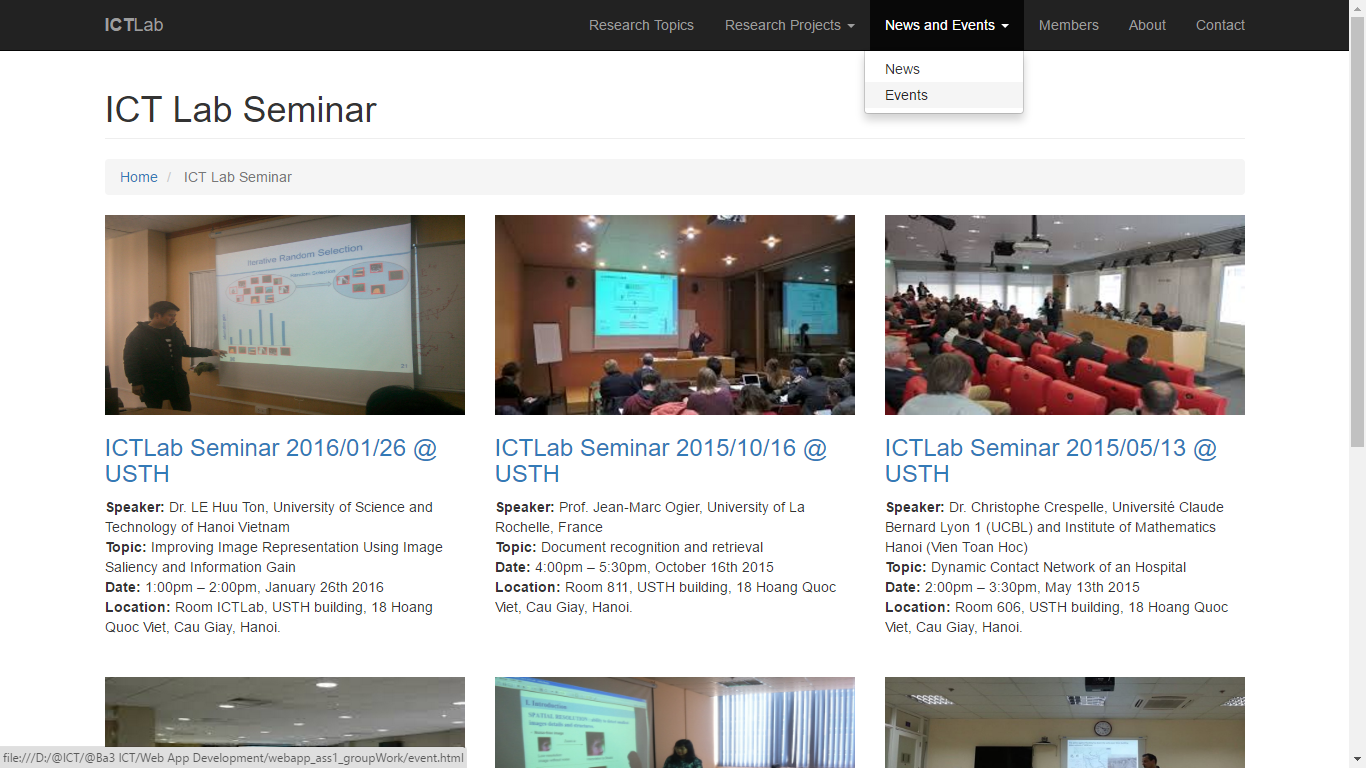 ICTLab
Research Topics
Research Projects
News and Events
Members
About
Contact
News
Events
ICT Lab Seminar
Home / ICT Lab Seminar
Iterative Random Selection
31
ICTLab Seminar 2016/01/26 @
USTH
Speaker: Dr. LE Huu Ton, University of Science and
Technology of Hanoi Vietnam
Topic: Improving Image Representation Using Image
Saliency and Information Gain
Date: 1:00pm – 2:00pm, January 26th 2016
Location: Room ICTLab, USTH building, 18 Hoang
Quoc Viet, Cau Giay, Hanoi.
ICTLab Seminar 2015/10/16 @
USTH
Speaker: Prof. Jean-Marc Ogier, University of La
Rochelle, France
Topic: Document recognition and retrieval
Date: 4:00pm – 5:30pm, October 16th 2015
Location: Room 811, USTH building, 18 Hoang Quoc
Viet, Cau Giay, Hanoi.
ICTLab Seminar 2015/05/13 @
USTH
Speaker: Dr. Christophe Crespelle, Université Claude
Bernard Lyon 1 (UCBL) and Institute of Mathematics
Hanoi (Vien Toan Hoc)
Topic: Dynamic Contact Network of an Hospital
Date: 2:00pm – 3:30pm, May 13th 2015
Location: Room 606, USTH building, 18 Hoang Quoc
Viet, Cau Giay, Hanoi.
I. Introduction
SPATIAL RESOLUTION
images details and structures.
file:///D:/@ICT/@Ba3 ICT/Web App Development/webapp_ass1_groupWork/event.html